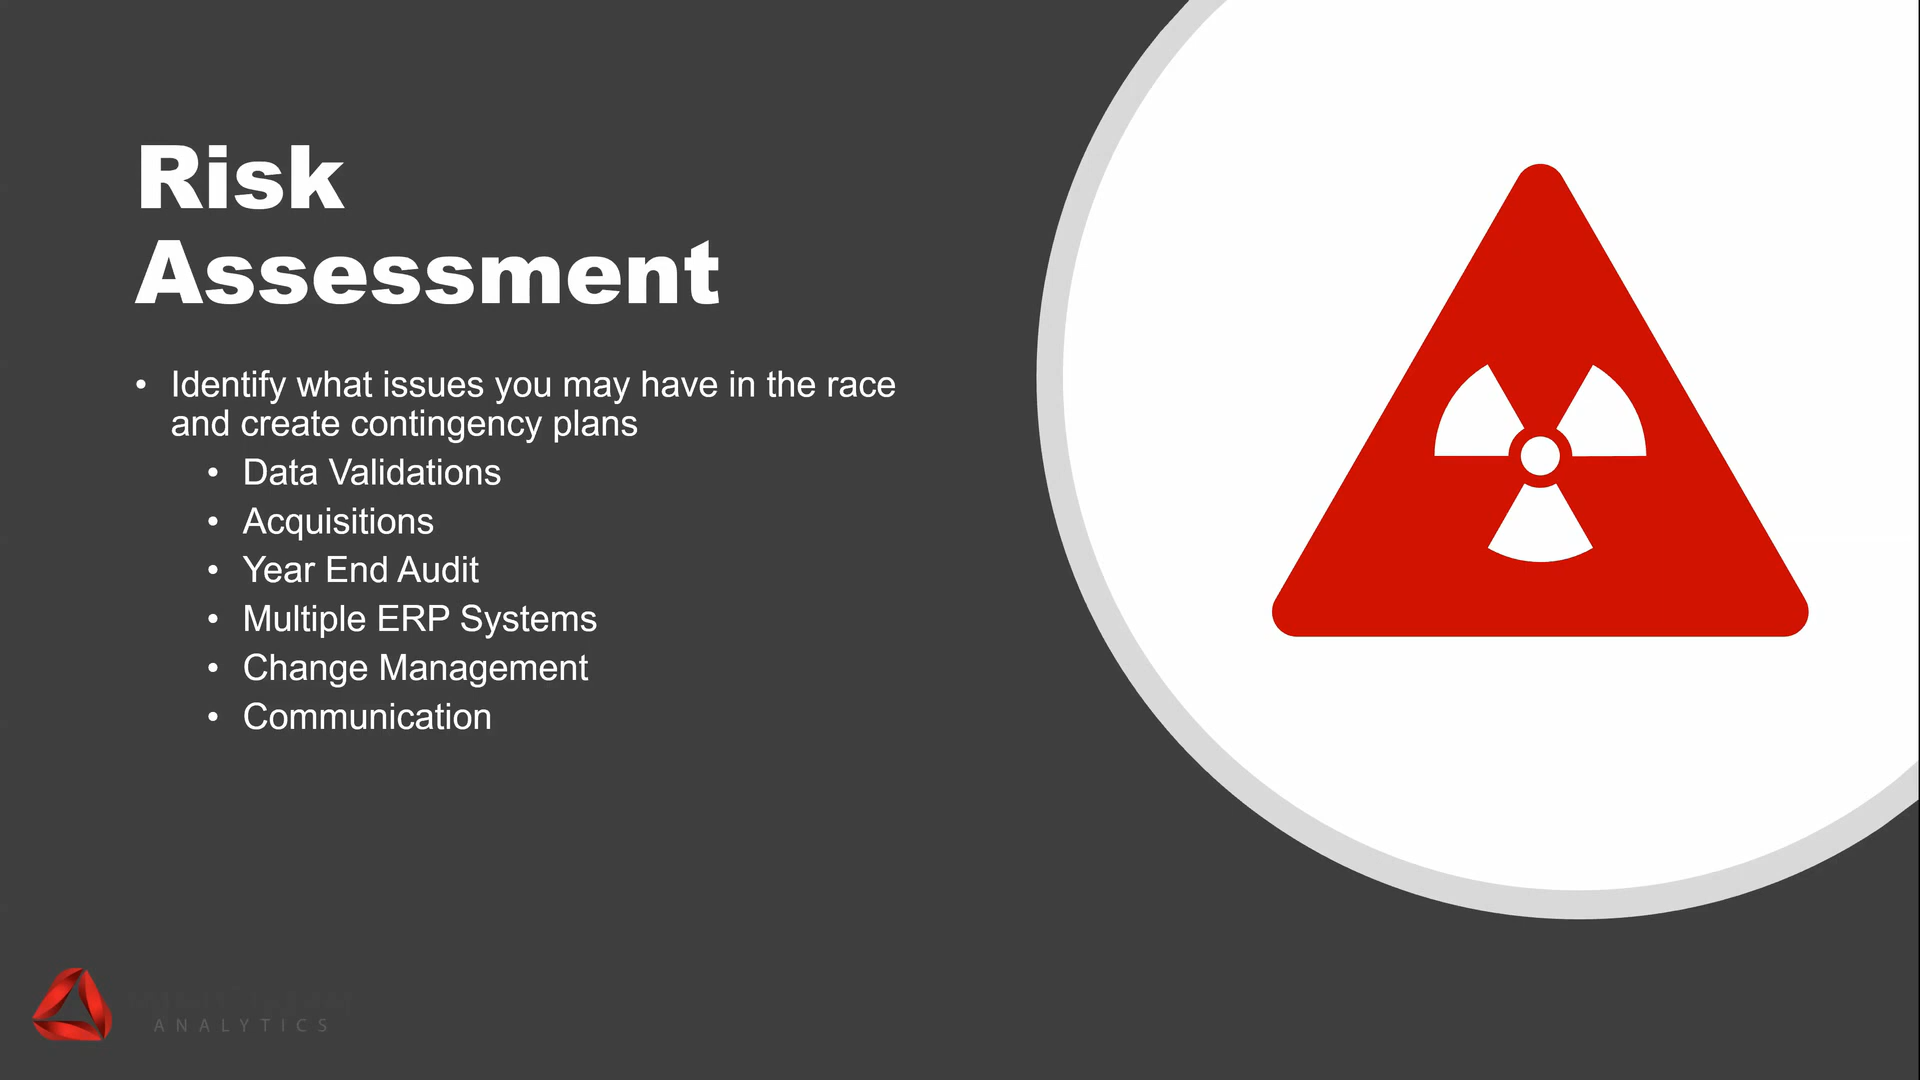 Risk
Assessment
• Identify what issues you may have in the race
and create contingency plans
• Data Validations
• Acquisitions
• Year End Audit
• Multiple ERP Systems
• Change Management
• Communication
ANALYTICS